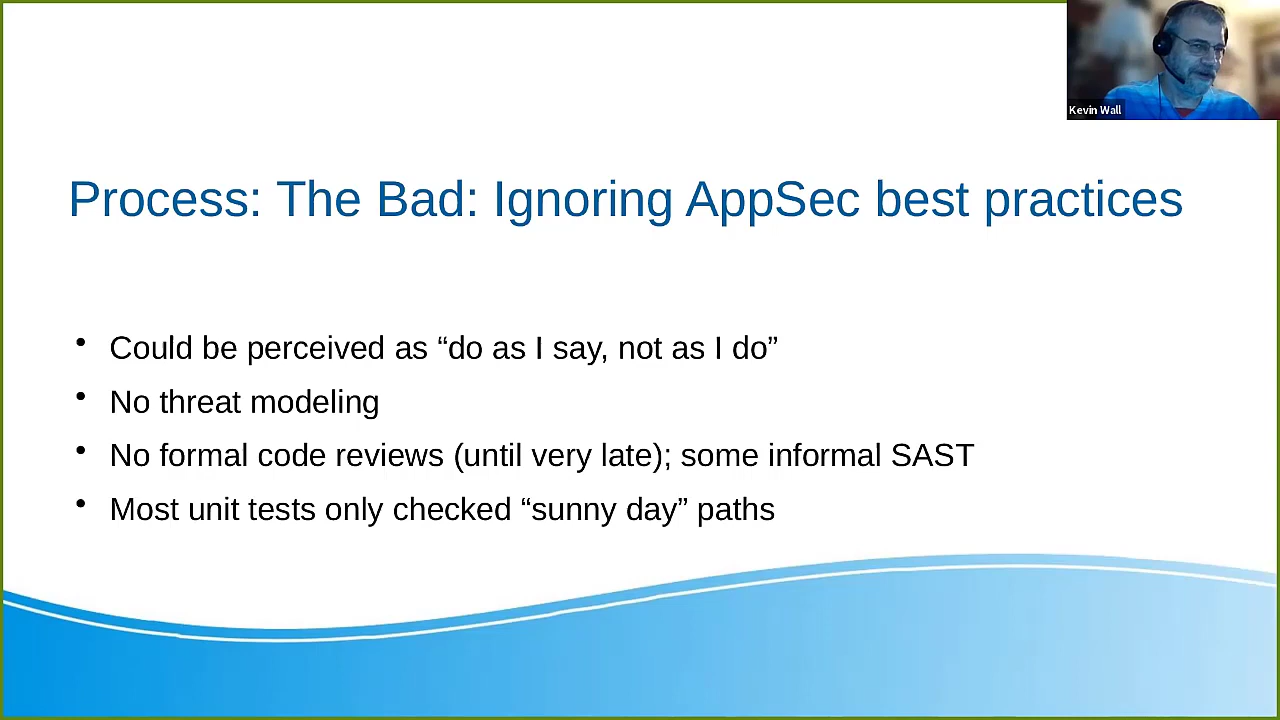 Kevin Wall
Process: The Bad: Ignoring AppSec best practices
• Could be perceived as “do as I say, not as I do”
• No threat modeling
• No formal code reviews (until very late); some informal SAST
• Most unit tests only checked “sunny day” paths